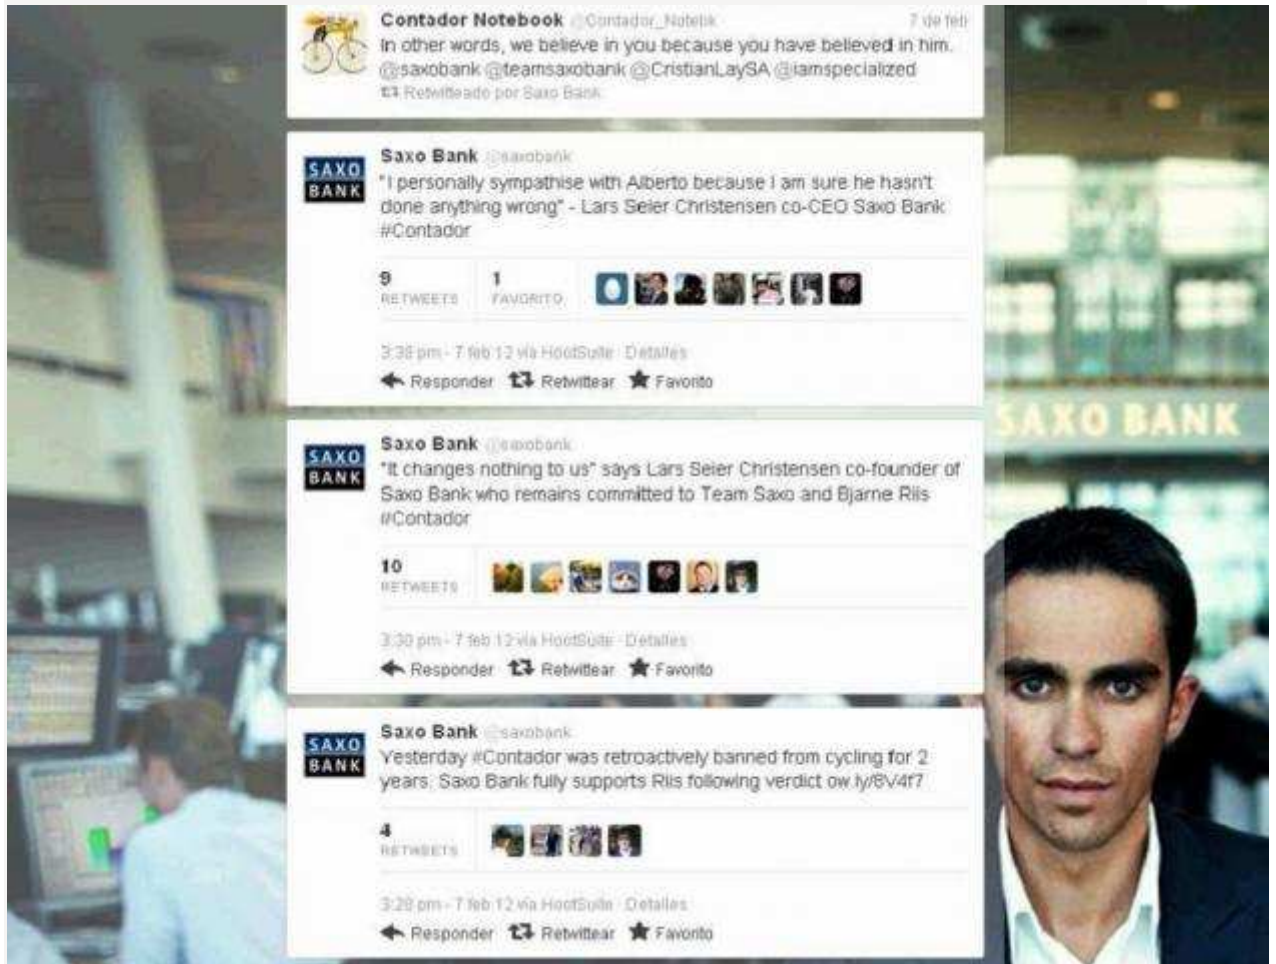 Contador Notebook @Contador_Notebk 7 de feb
In other words, we believe in you because you have believed in him.
@saxobank @teamsaxobank @CristianLaySA @iamspecialized
Retwitteado por Saxo Bank
SAXO
BANK
Saxo Bank @saxobank
"I personally sympathise with Alberto because I am sure he hasn't
done anything wrong" - Lars Seier Christensen co-CEO Saxo Bank
#Contador
9
RETWEETS
1
FAVORITO
3:38 pm - 7 feb 12 vía HootSuite · Detalles
Responder Retwittear Favorito
SAXO BANK
SAXO
BANK
Saxo Bank @saxobank
"It changes nothing to us" says Lars Seier Christensen co-founder of
Saxo Bank who remains committed to Team Saxo and Bjarne Riis
#Contador
10
RETWEETS
3:30 pm - 7 feb 12 vía HootSuite · Detalles
Responder Retwittear Favorito
SAXO
BANK
Saxo Bank @saxobank
Yesterday #Contador was retroactively banned from cycling for 2
years. Saxo Bank fully supports Riis following verdict ow.ly/8V4f7
4
RETWEETS
3:28 pm - 7 feb 12 vía HootSuite · Detalles
Responder Retwittear Favorito